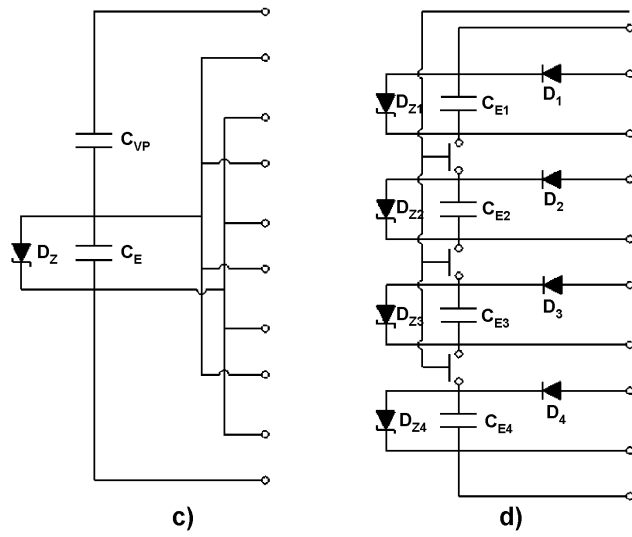 C_VP
D_Z
C_E
c)
D_Z1
C_E1
D_1
D_Z2
C_E2
D_2
D_Z3
C_E3
D_3
D_Z4
C_E4
D_4
d)